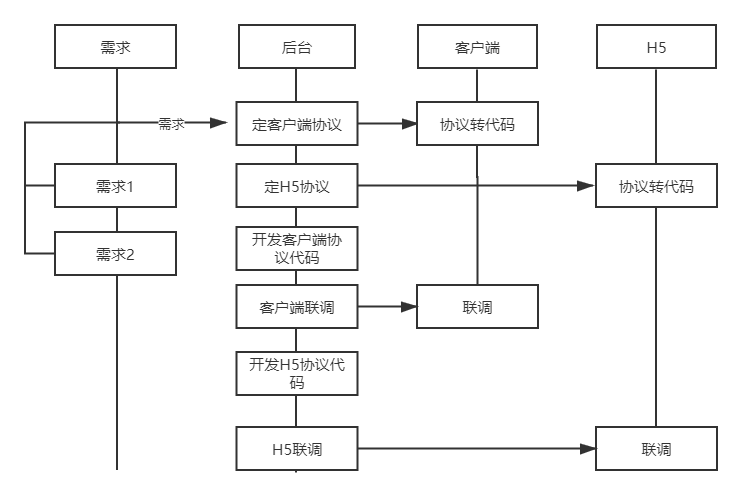 需求
后台
客户端
H5
需求
定客户端协议
协议转代码
需求1
定H5协议
协议转代码
需求2
开发客户端协
议代码
客户端联调
联调
开发H5协议代
码
H5联调
联调